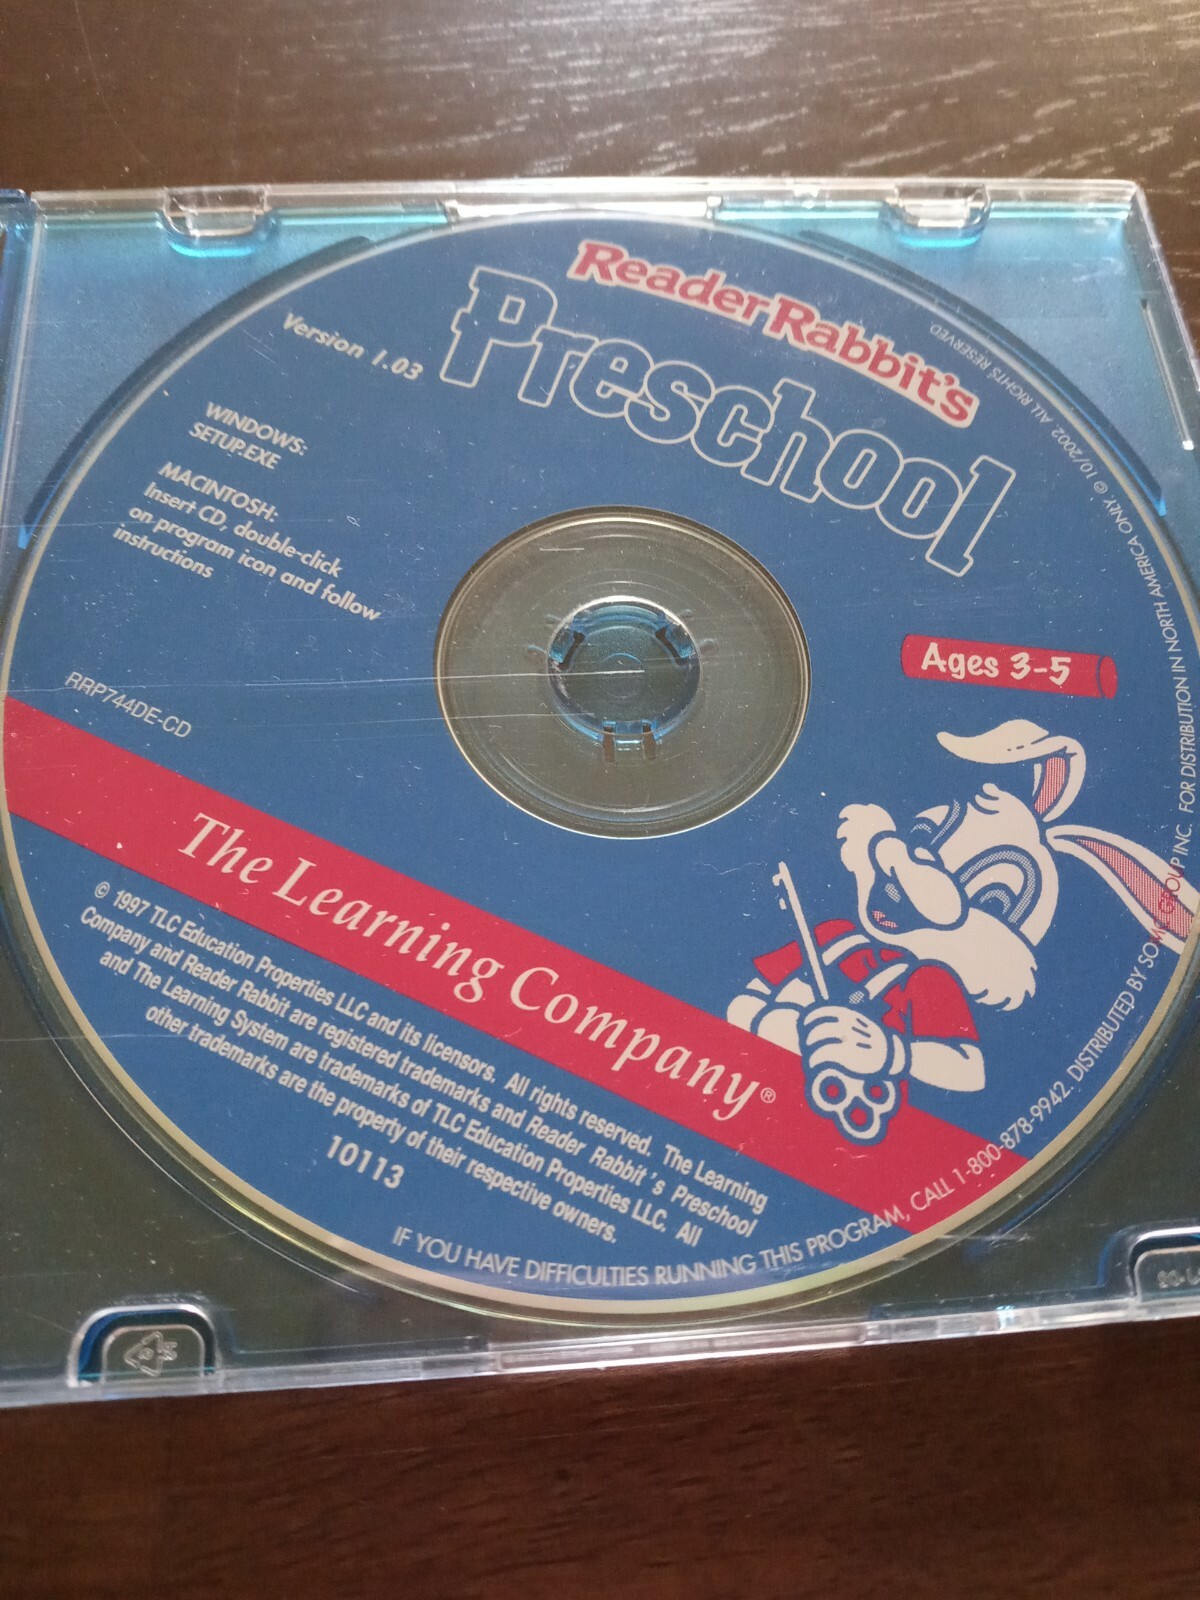 Reader Rabbit's
Preschool
Version 1.03
WINDOWS:
SETUP.EXE
MACINTOSH:
Insert CD, double-click
on program icon and follow
instructions
Ages 3-5
RRP744DE-CD
The Learning Company®
© 1997 TLC Education Properties LLC and its licensors. All rights reserved. The Learning
Company and Reader Rabbit are registered trademarks and Reader Rabbit's Preschool
and The Learning System are trademarks of TLC Education Properties LLC. All
other trademarks are the property of their respective owners.
10113
IF YOU HAVE DIFFICULTIES RUNNING THIS PROGRAM, CALL 1-800-878-9942. DISTRIBUTED BY GROUP INC. FOR DISTRIBUTION IN NORTH AMERICA ONLY. © 10/2002. ALL RIGHTS RESERVED